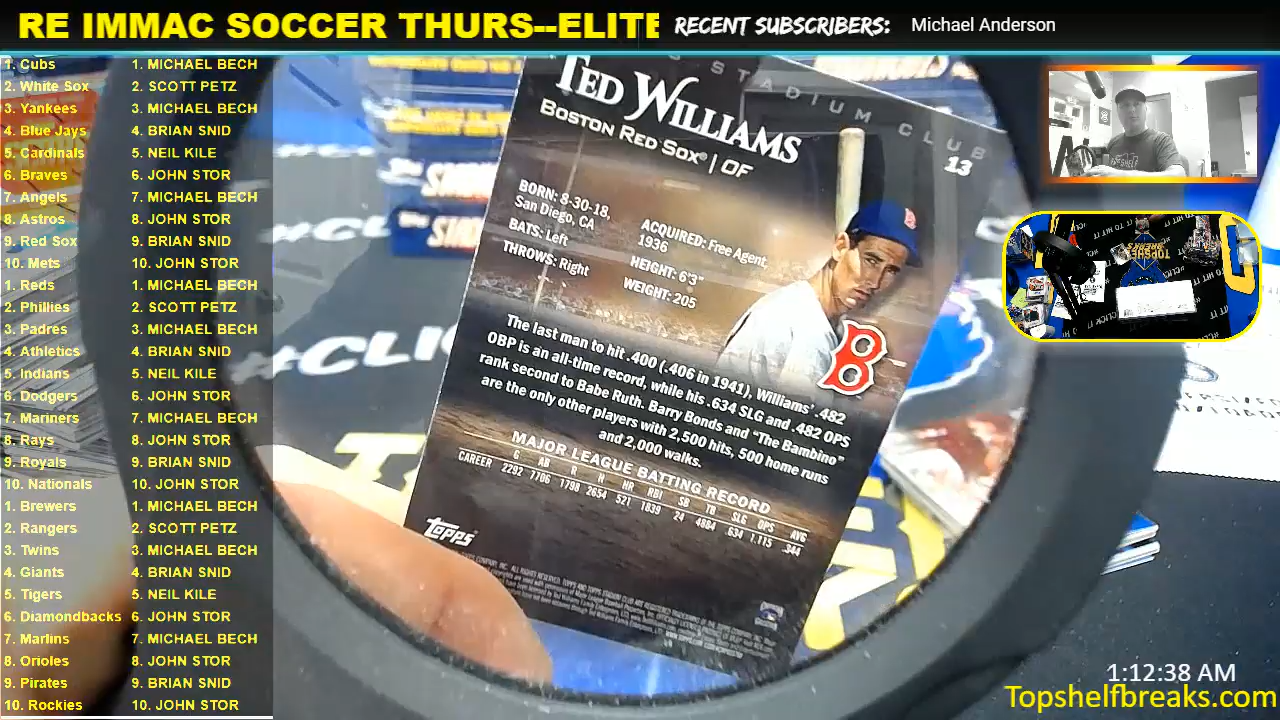 RE IMMAC SOCCER THURS--ELITE
RECENT SUBSCRIBERS: Michael Anderson
1. Cubs 1. MICHAEL BECH
2. White Sox 2. SCOTT PETZ
3. Yankees 3. MICHAEL BECH
4. Blue Jays 4. BRIAN SNID
5. Cardinals 5. NEIL KILE
6. Braves 6. JOHN STOR
7. Angels 7. MICHAEL BECH
8. Astros 8. JOHN STOR
9. Red Sox 9. BRIAN SNID
10. Mets 10. JOHN STOR
1. Reds 1. MICHAEL BECH
2. Phillies 2. SCOTT PETZ
3. Padres 3. MICHAEL BECH
4. Athletics 4. BRIAN SNID
5. Indians 5. NEIL KILE
6. Dodgers 6. JOHN STOR
7. Mariners 7. MICHAEL BECH
8. Rays 8. JOHN STOR
9. Royals 9. BRIAN SNID
10. Nationals 10. JOHN STOR
1. Brewers 1. MICHAEL BECH
2. Rangers 2. SCOTT PETZ
3. Twins 3. MICHAEL BECH
4. Giants 4. BRIAN SNID
5. Tigers 5. NEIL KILE
6. Diamondbacks 6. JOHN STOR
7. Marlins 7. MICHAEL BECH
8. Orioles 8. JOHN STOR
9. Pirates 9. BRIAN SNID
10. Rockies 10. JOHN STOR
STADIUM CLUB
13
TED WILLIAMS
BOSTON RED SOX® | OF
BORN: 8-30-18,
San Diego, CA
BATS: Left
THROWS: Right
ACQUIRED: Free Agent,
1936
HEIGHT: 6'3"
WEIGHT: 205
B
The last man to hit .400 (.406 in 1941), Williams' .482
OBP is an all-time record, while his .634 SLG and .482 OPS
rank second to Babe Ruth. Barry Bonds and "The Bambino"
are the only other players with 2,500 hits, 500 home runs
and 2,000 walks.
MAJOR LEAGUE BATTING RECORD
G AB R H HR RBI SB TB SLG OPS AVG
CAREER 2292 7706 1798 2654 521 1839 24 4884 .634 1.115 .344
Topps
#CLIC
1:12:38 AM
Topshelfbreaks.com